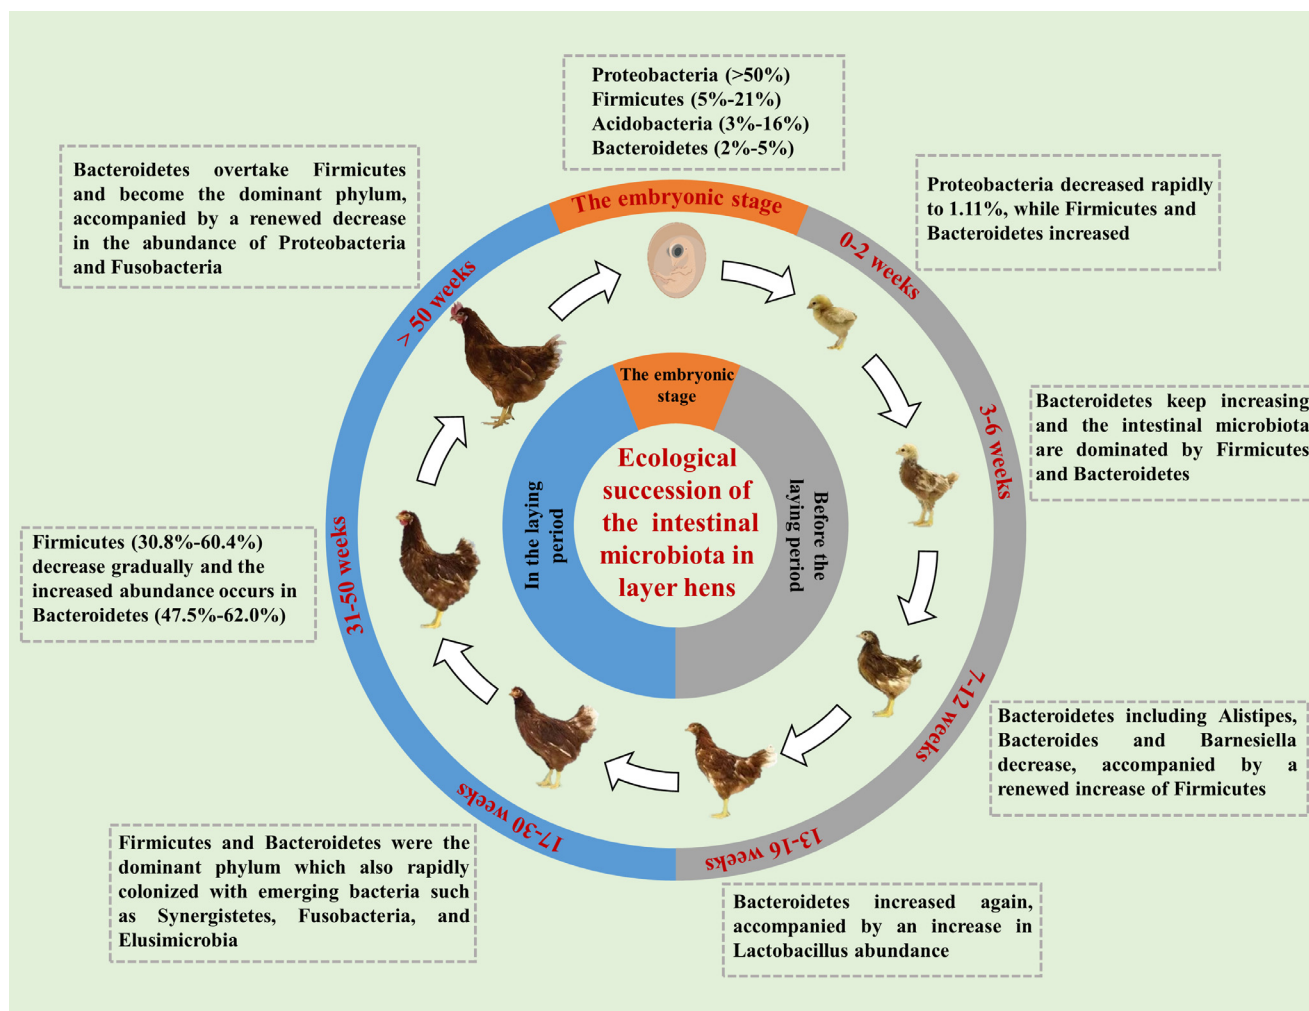 Proteobacteria (>50%)
Firmicutes (5%-21%)
Acidobacteria (3%-16%)
Bacteroidetes (2%-5%)
Bacteroidetes overtake Firmicutes
and become the dominant phylum,
accompanied by a renewed decrease
in the abundance of Proteobacteria
and Fusobacteria
Proteobacteria decreased rapidly
to 1.11%, while Firmicutes and
Bacteroidetes increased
The embryonic stage
0-2 weeks
> 50 weeks
The embryonic
stage
3-6 weeks
Bacteroidetes keep increasing
and the intestinal microbiota
are dominated by Firmicutes
and Bacteroidetes
Ecological
succession of
the intestinal
microbiota in
layer hens
In the laying
period
Before the
laying period
Firmicutes (30.8%-60.4%)
decrease gradually and the
increased abundance occurs in
Bacteroidetes (47.5%-62.0%)
31-50 weeks
7-12 weeks
Bacteroidetes including Alistipes,
Bacteroides and Barnesiella
decrease, accompanied by a
renewed increase of Firmicutes
17-30 weeks
13-16 weeks
Firmicutes and Bacteroidetes were the
dominant phylum which also rapidly
colonized with emerging bacteria such
as Synergistetes, Fusobacteria, and
Elusimicrobia
Bacteroidetes increased again,
accompanied by an increase in
Lactobacillus abundance